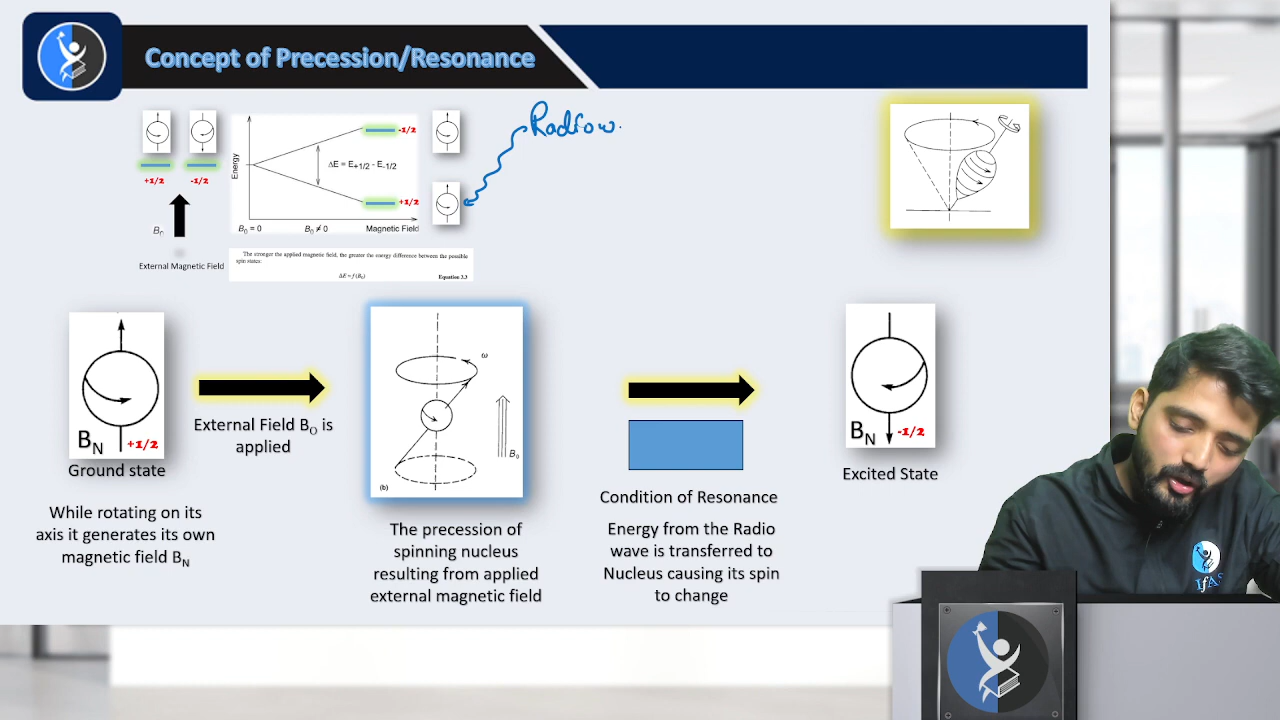 Concept of Precession/Resonance
Radiow.
+1/2
-1/2
B₀
External Magnetic Field
Energy
-1/2
ΔE = E+1/2 - E-1/2
+1/2
B₀ = 0
B₀ ≠ 0
Magnetic Field
The stronger the applied magnetic field, the greater the energy difference between the possible
spin states:
ΔE = f (B₀)
Equation 3.3
BN
+1/2
Ground state
While rotating on its
axis it generates its own
magnetic field BN
External Field BO is
applied
ω
B₀
(b)
The precession of
spinning nucleus
resulting from applied
external magnetic field
Condition of Resonance
Energy from the Radio
wave is transferred to
Nucleus causing its spin
to change
BN
-1/2
Excited State
IFAS